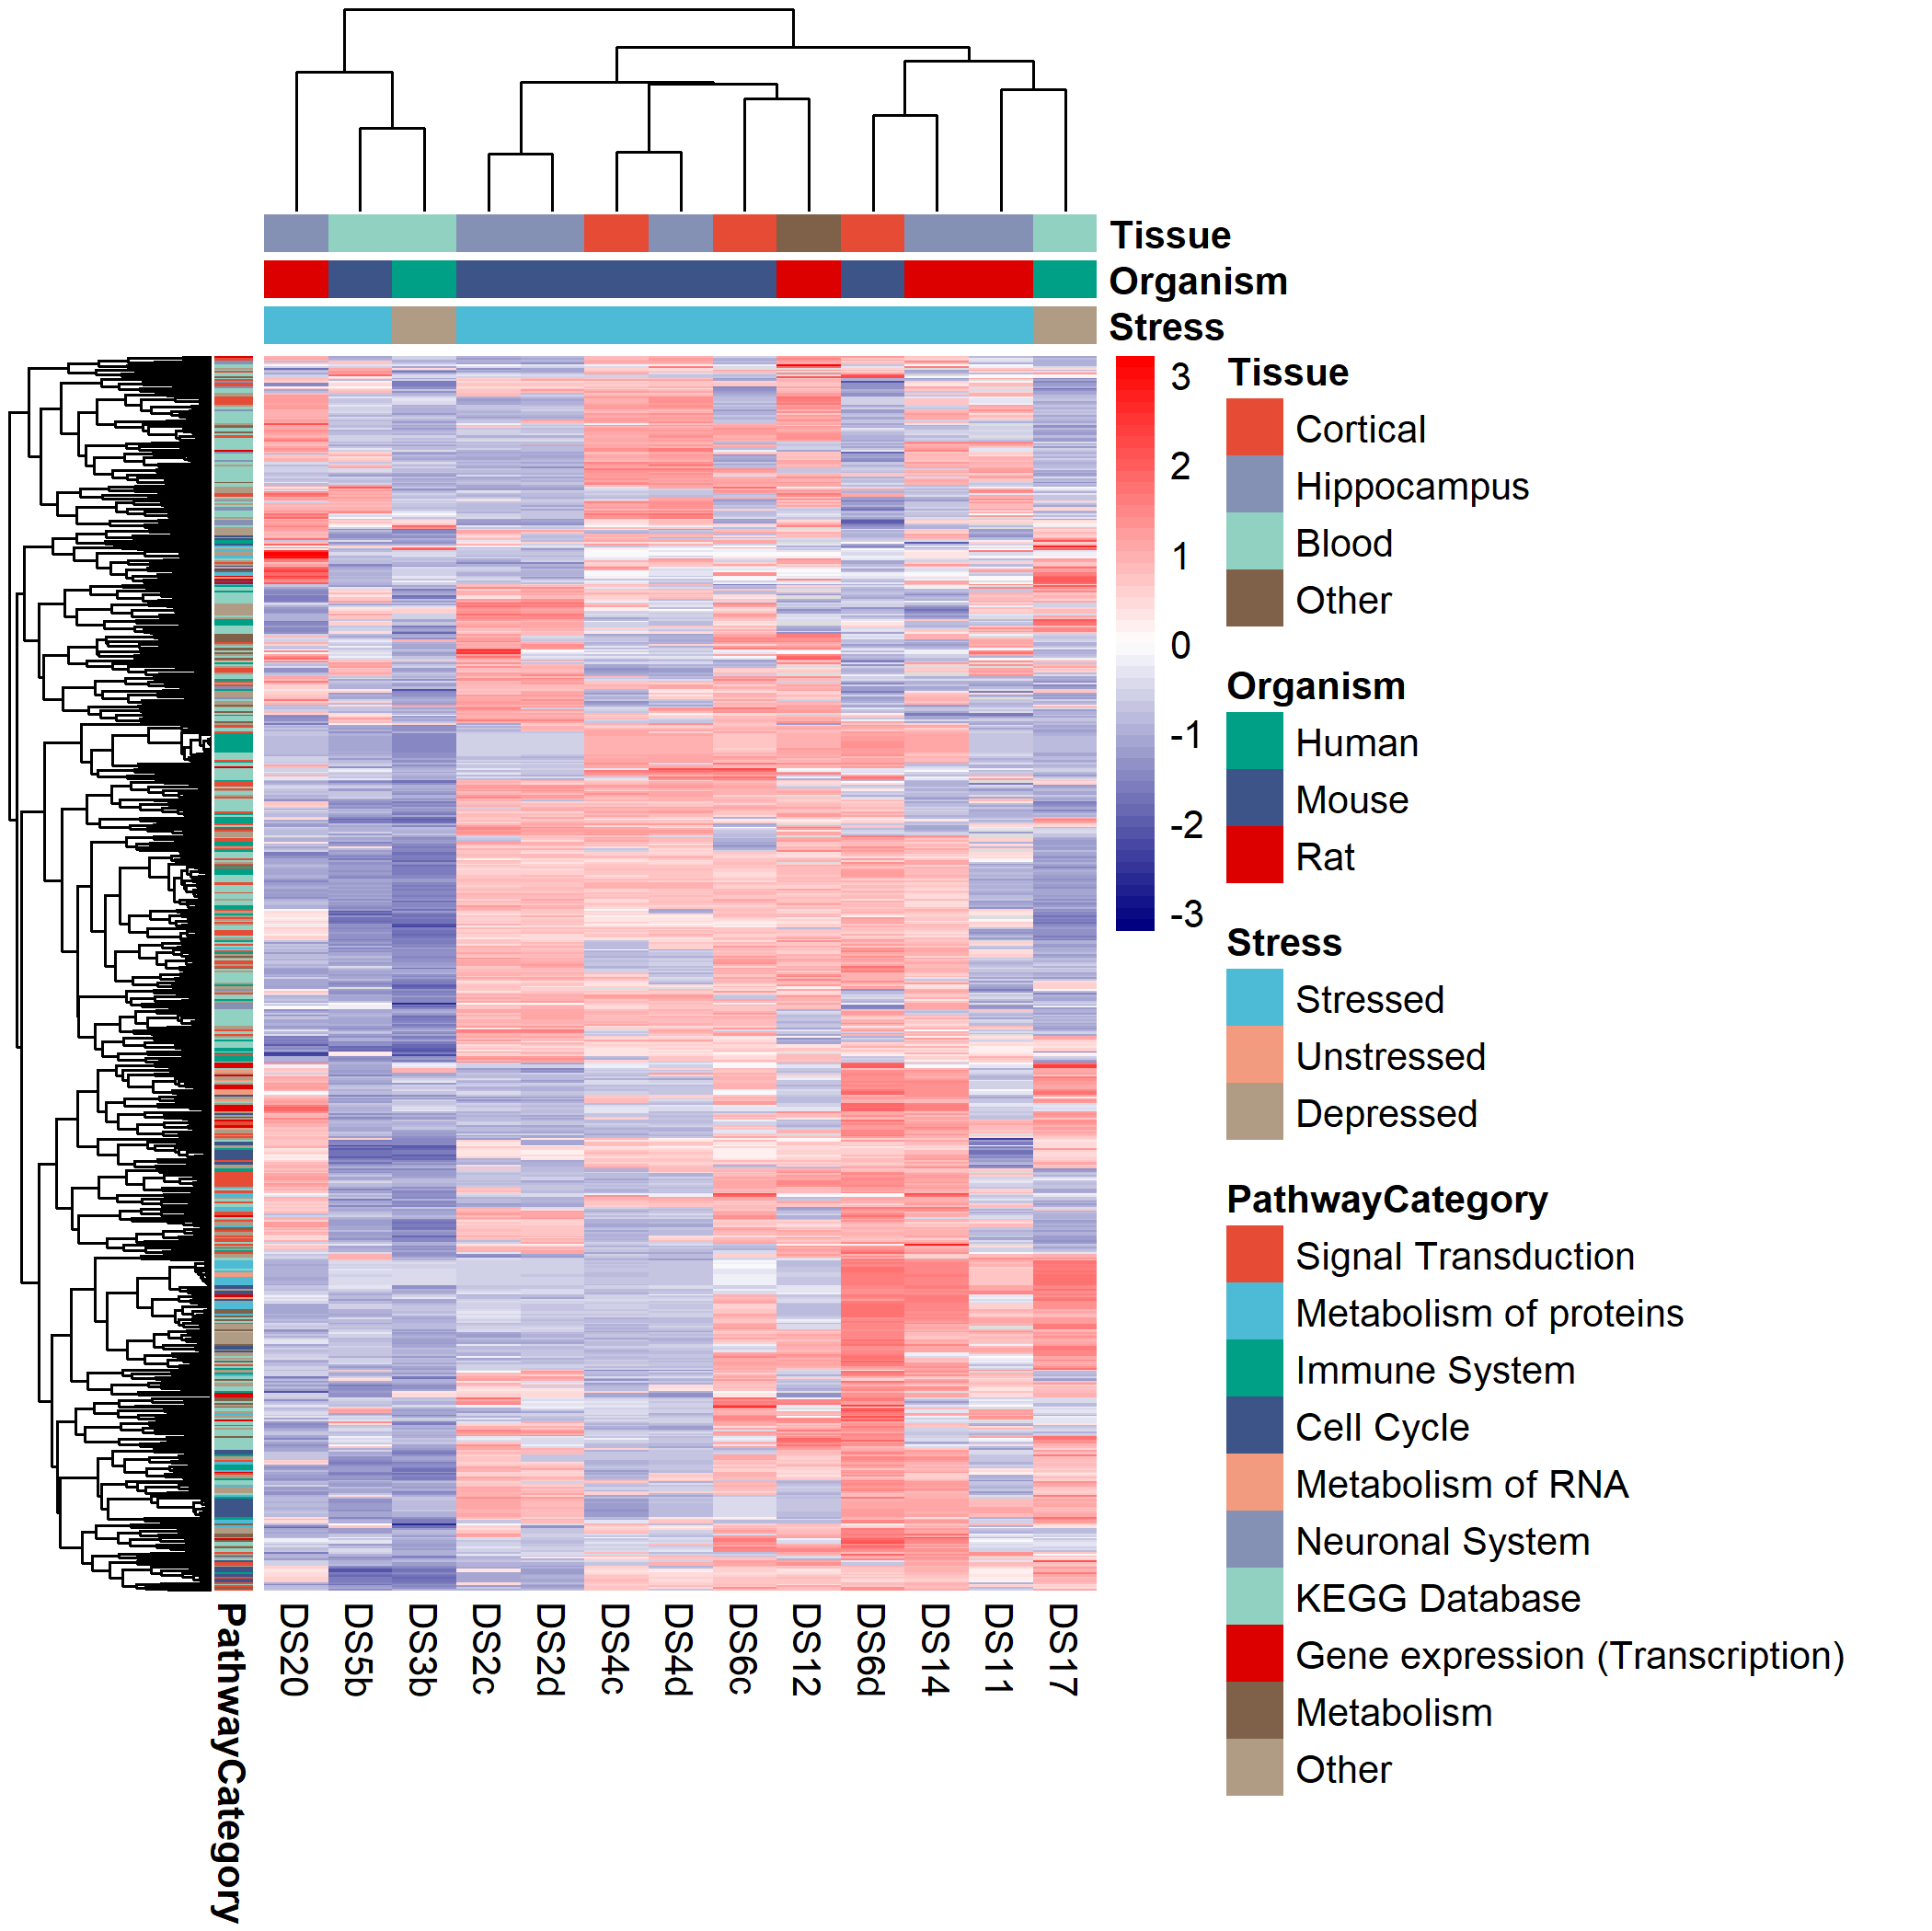 Tissue
Organism
Stress
3
2
1
0
-1
-2
-3
Tissue
Cortical
Hippocampus
Blood
Other
Organism
Human
Mouse
Rat
Stress
Stressed
Unstressed
Depressed
PathwayCategory
Signal Transduction
Metabolism of proteins
Immune System
Cell Cycle
Metabolism of RNA
Neuronal System
KEGG Database
Gene expression (Transcription)
Metabolism
Other
PathwayCategory
DS20
DS5b
DS3b
DS2c
DS2d
DS4c
DS4d
DS6c
DS12
DS6d
DS14
DS11
DS17